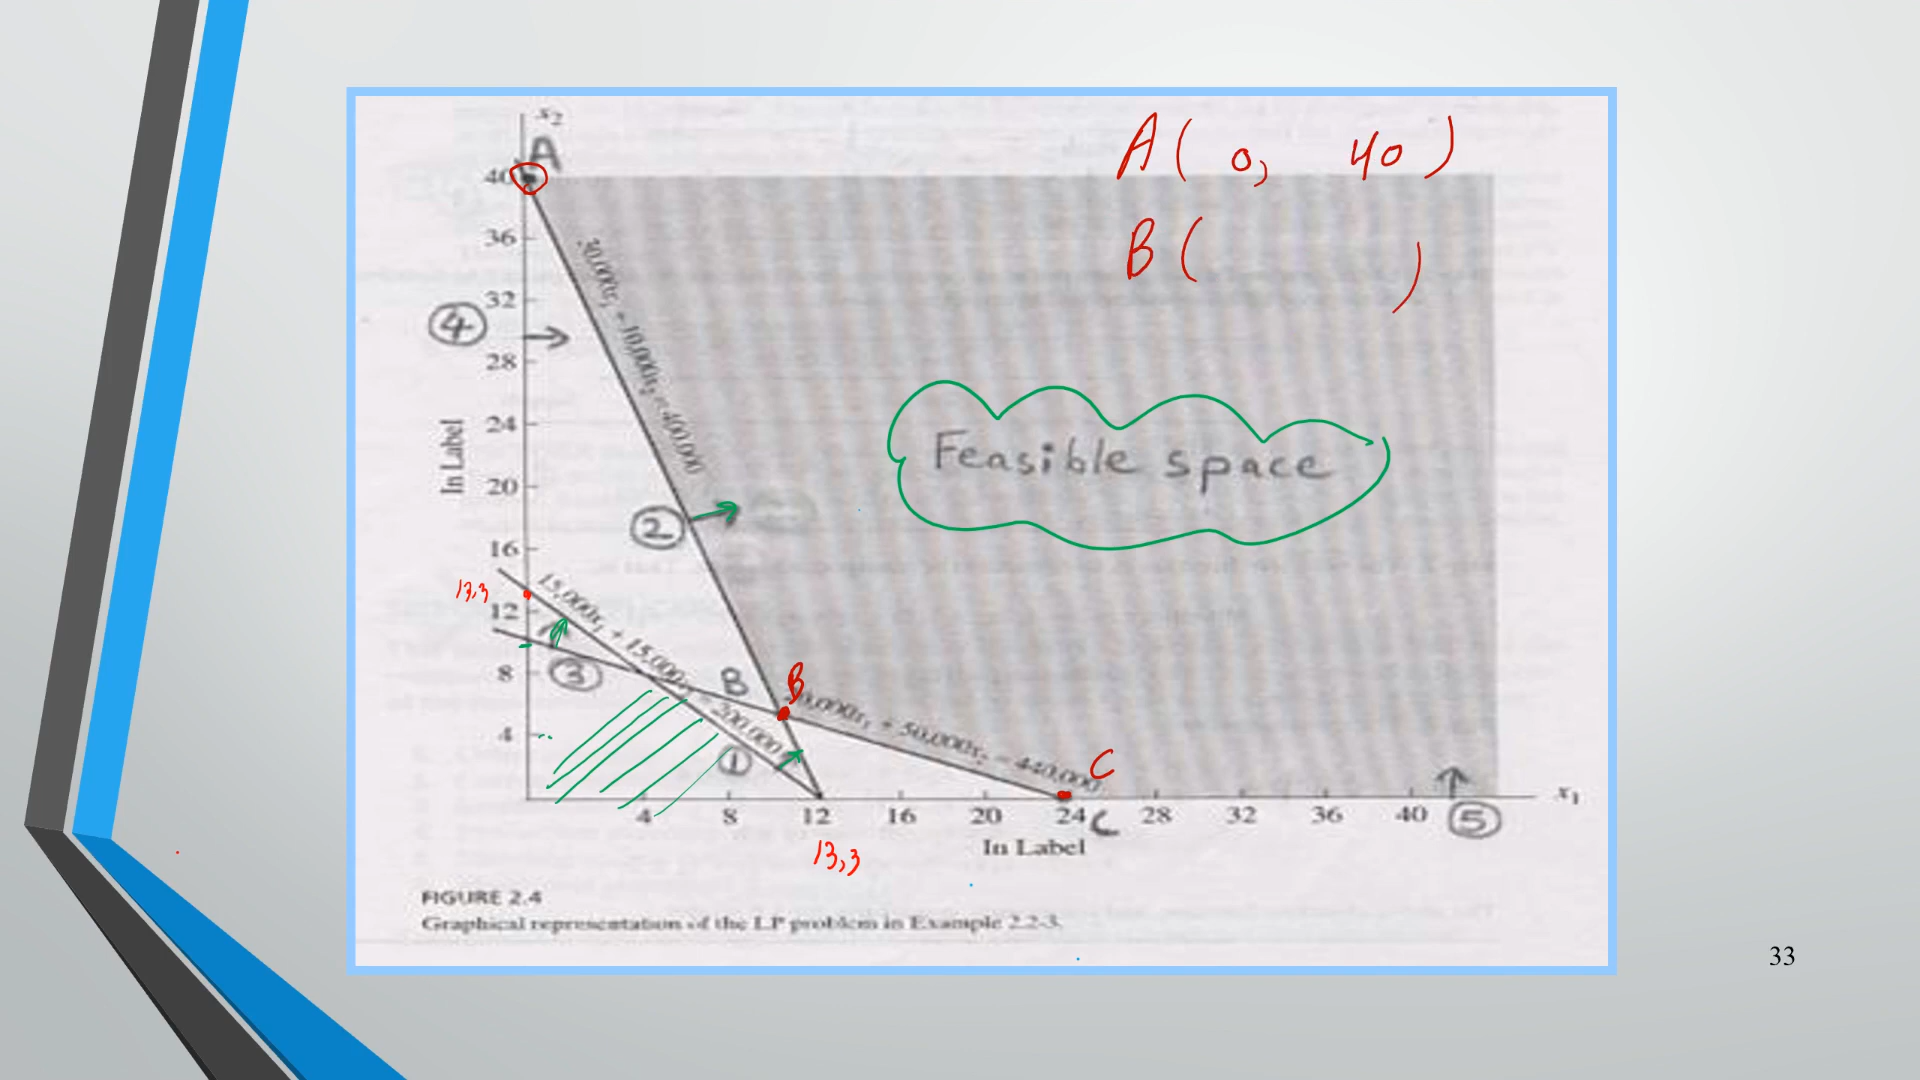 x₂
A
A ( 0, 40 )
40
B ( )
36
30,000x₁ + 10,000x₂ = 400,000
32
4
28
In Label
24
Feasible space
20
2
16
13,3
12
15,000x₁ + 15,000x₂ = 200,000
3
8
B
B
50,000x₂ = 440,000
4
1
C
x₁
4 8 12 16 20 24 C 28 32 36 40 5
13,3
In Label
FIGURE 2.4
Graphical representation of the LP problem in Example 2.2-3.
33